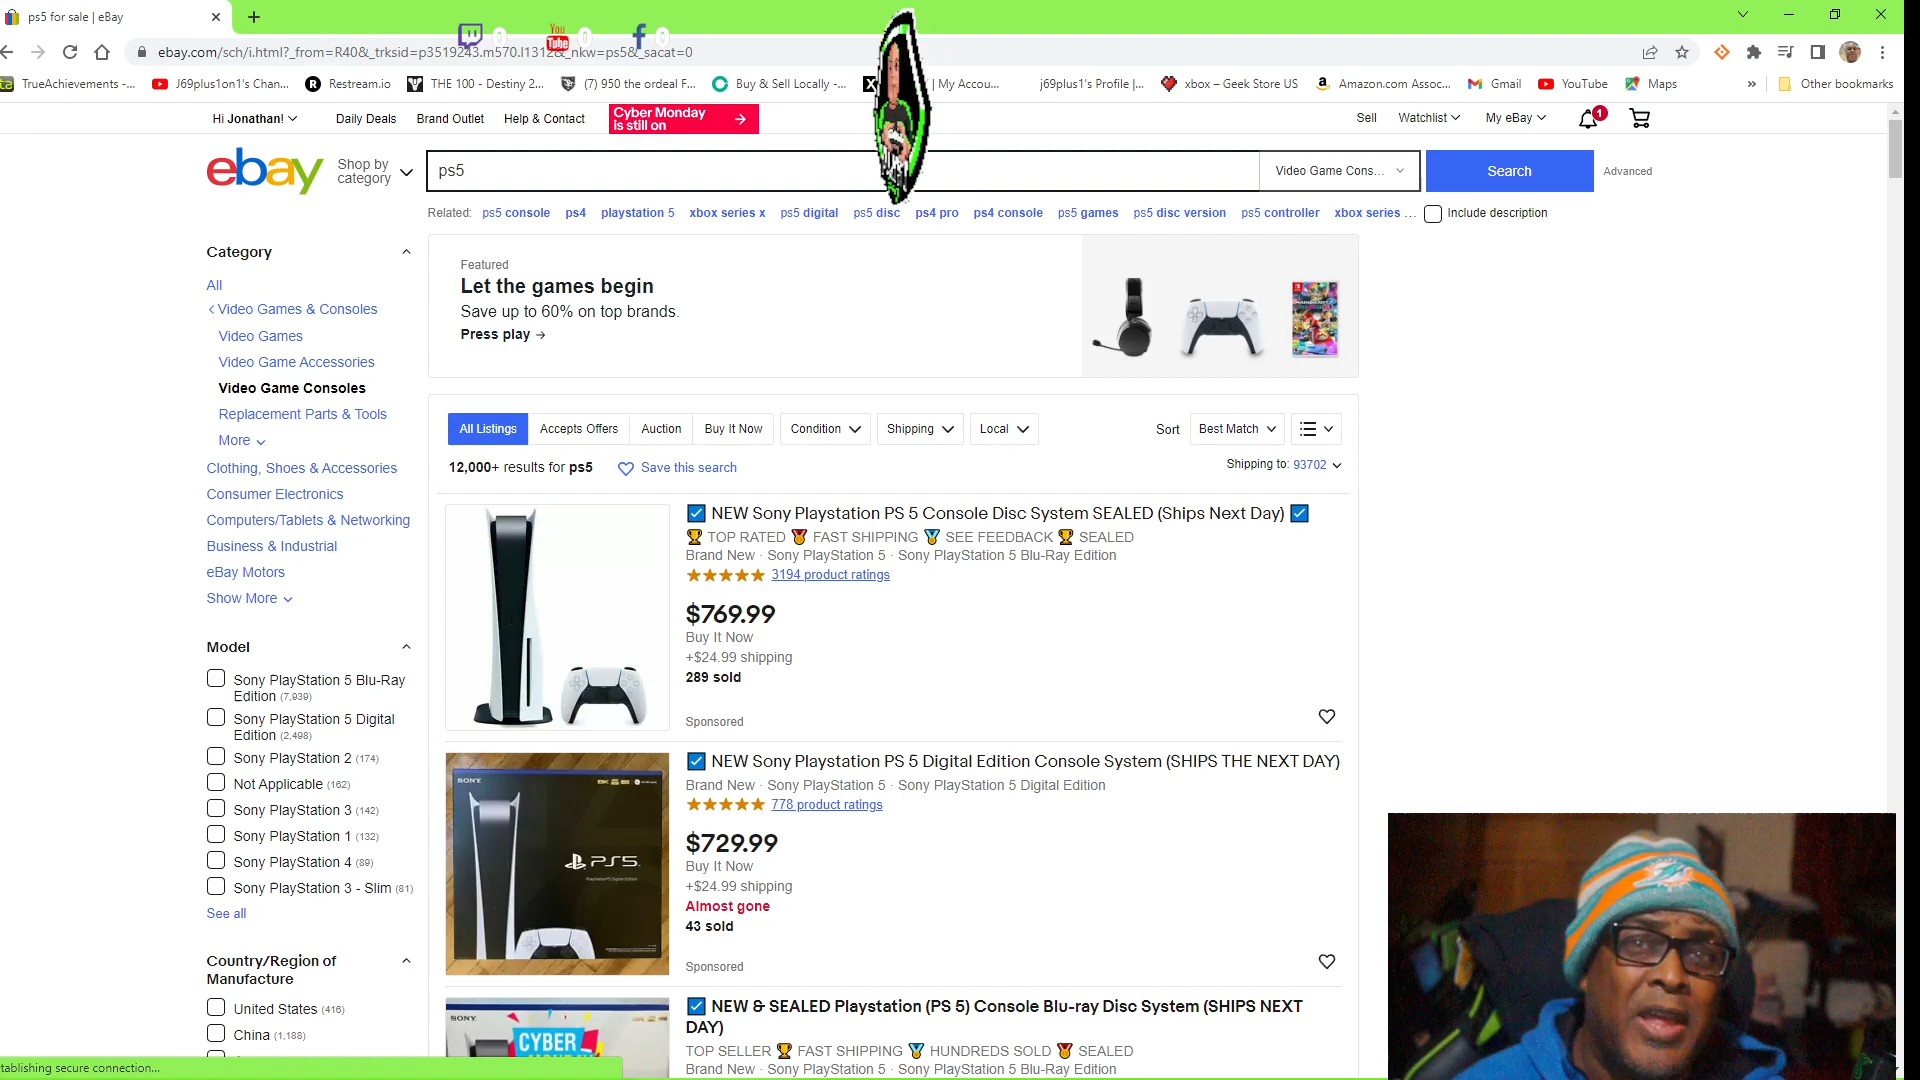 ps5 for sale | eBay
ebay.com/sch/i.html?_from=R40&_trksid=p3519243.m570.l1312&_nkw=ps5&_sacat=0
0
You
Tube
0
0
TrueAchievements -...
J69plus1on1's Chan...
Restream.io
THE 100 - Destiny 2...
(7) 950 the ordeal F...
Buy & Sell Locally -...
| My Accou...
j69plus1's Profile |...
xbox – Geek Store US
Amazon.com Assoc...
Gmail
YouTube
Maps
»
Other bookmarks
Hi Jonathan!
Daily Deals
Brand Outlet
Help & Contact
Cyber Monday
is still on
Sell
Watchlist
My eBay
1
ebay
Shop by
category
ps5
Video Game Cons...
Search
Advanced
Related: ps5 console ps4 playstation 5 xbox series x ps5 digital ps5 disc ps4 pro ps4 console ps5 games ps5 disc version ps5 controller xbox series ...
Include description
Category
All
Video Games & Consoles
Video Games
Video Game Accessories
Video Game Consoles
Replacement Parts & Tools
More
Clothing, Shoes & Accessories
Consumer Electronics
Computers/Tablets & Networking
Business & Industrial
eBay Motors
Show More
Model
Sony PlayStation 5 Blu-Ray
Edition (7,939)
Sony PlayStation 5 Digital
Edition (2,498)
Sony PlayStation 2 (174)
Not Applicable (162)
Sony PlayStation 3 (142)
Sony PlayStation 1 (132)
Sony PlayStation 4 (89)
Sony PlayStation 3 - Slim (81)
See all
Country/Region of
Manufacture
United States (416)
China (1,188)
Featured
Let the games begin
Save up to 60% on top brands.
Press play →
All Listings
Accepts Offers
Auction
Buy It Now
Condition
Shipping
Local
Sort
Best Match
12,000+ results for ps5
Save this search
Shipping to: 93702
☑ NEW Sony Playstation PS 5 Console Disc System SEALED (Ships Next Day) ☑
🏆 TOP RATED 🏅 FAST SHIPPING 🏅 SEE FEEDBACK 🏆 SEALED
Brand New · Sony PlayStation 5 · Sony PlayStation 5 Blu-Ray Edition
3194 product ratings
$769.99
Buy It Now
+$24.99 shipping
289 sold
Sponsored
SONY
PS5
☑ NEW Sony Playstation PS 5 Digital Edition Console System (SHIPS THE NEXT DAY)
Brand New · Sony PlayStation 5 · Sony PlayStation 5 Digital Edition
778 product ratings
$729.99
Buy It Now
+$24.99 shipping
Almost gone
43 sold
Sponsored
SONY
CYBER
☑ NEW & SEALED Playstation (PS 5) Console Blu-ray Disc System (SHIPS NEXT
DAY)
TOP SELLER 🏆 FAST SHIPPING 🏅 HUNDREDS SOLD 🏅 SEALED
Brand New · Sony PlayStation 5 · Sony PlayStation 5 Blu-Ray Edition
tablishing secure connection...